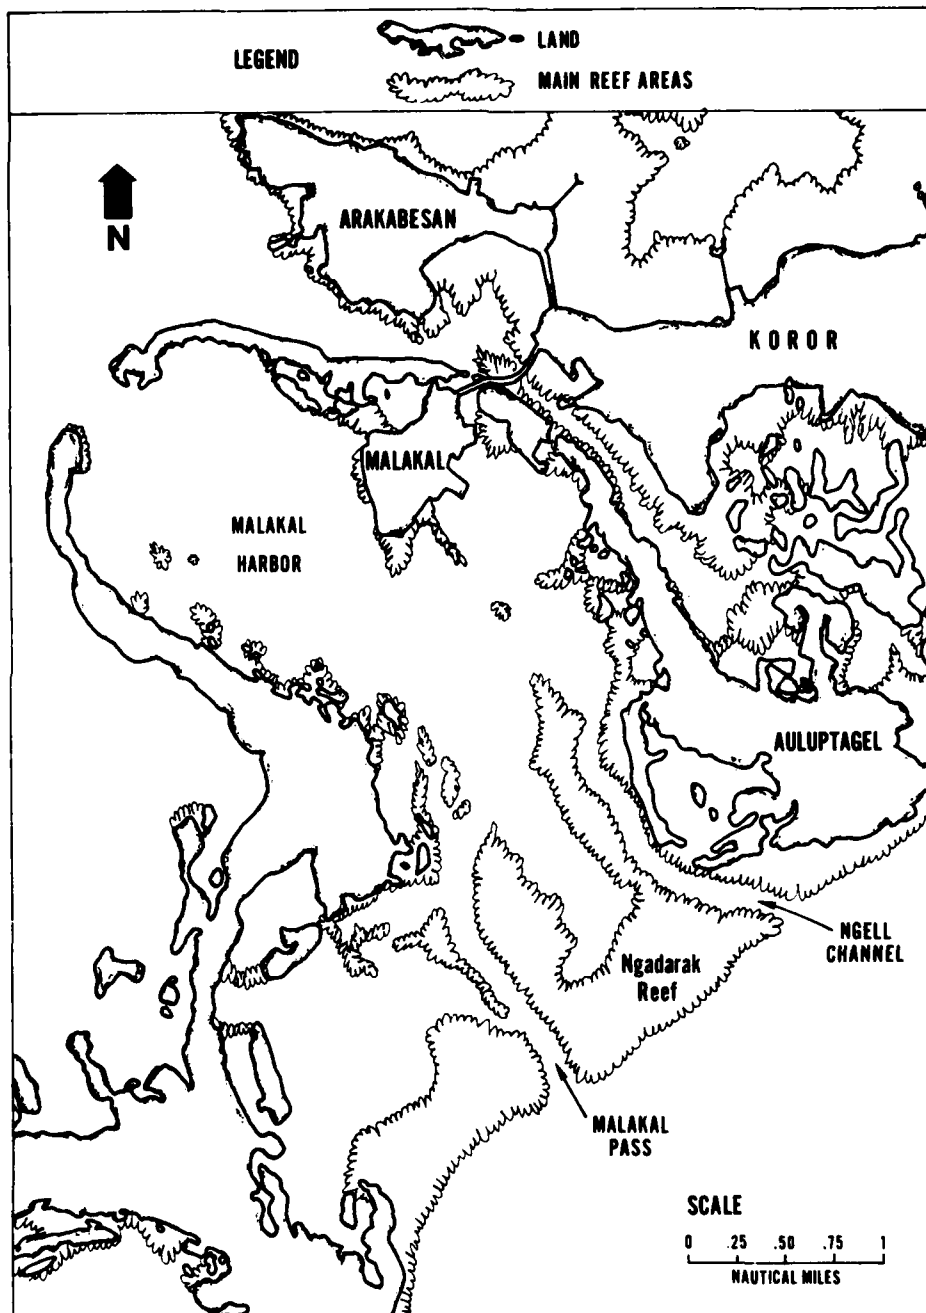 LEGEND
LAND
MAIN REEF AREAS
N
ARAKABESAN
KOROR
MALAKAL
MALAKAL
HARBOR
AULUPTAGEL
NGELL
CHANNEL
Ngadarak
Reef
MALAKAL
PASS
SCALE
0 .25 .50 .75 1
NAUTICAL MILES